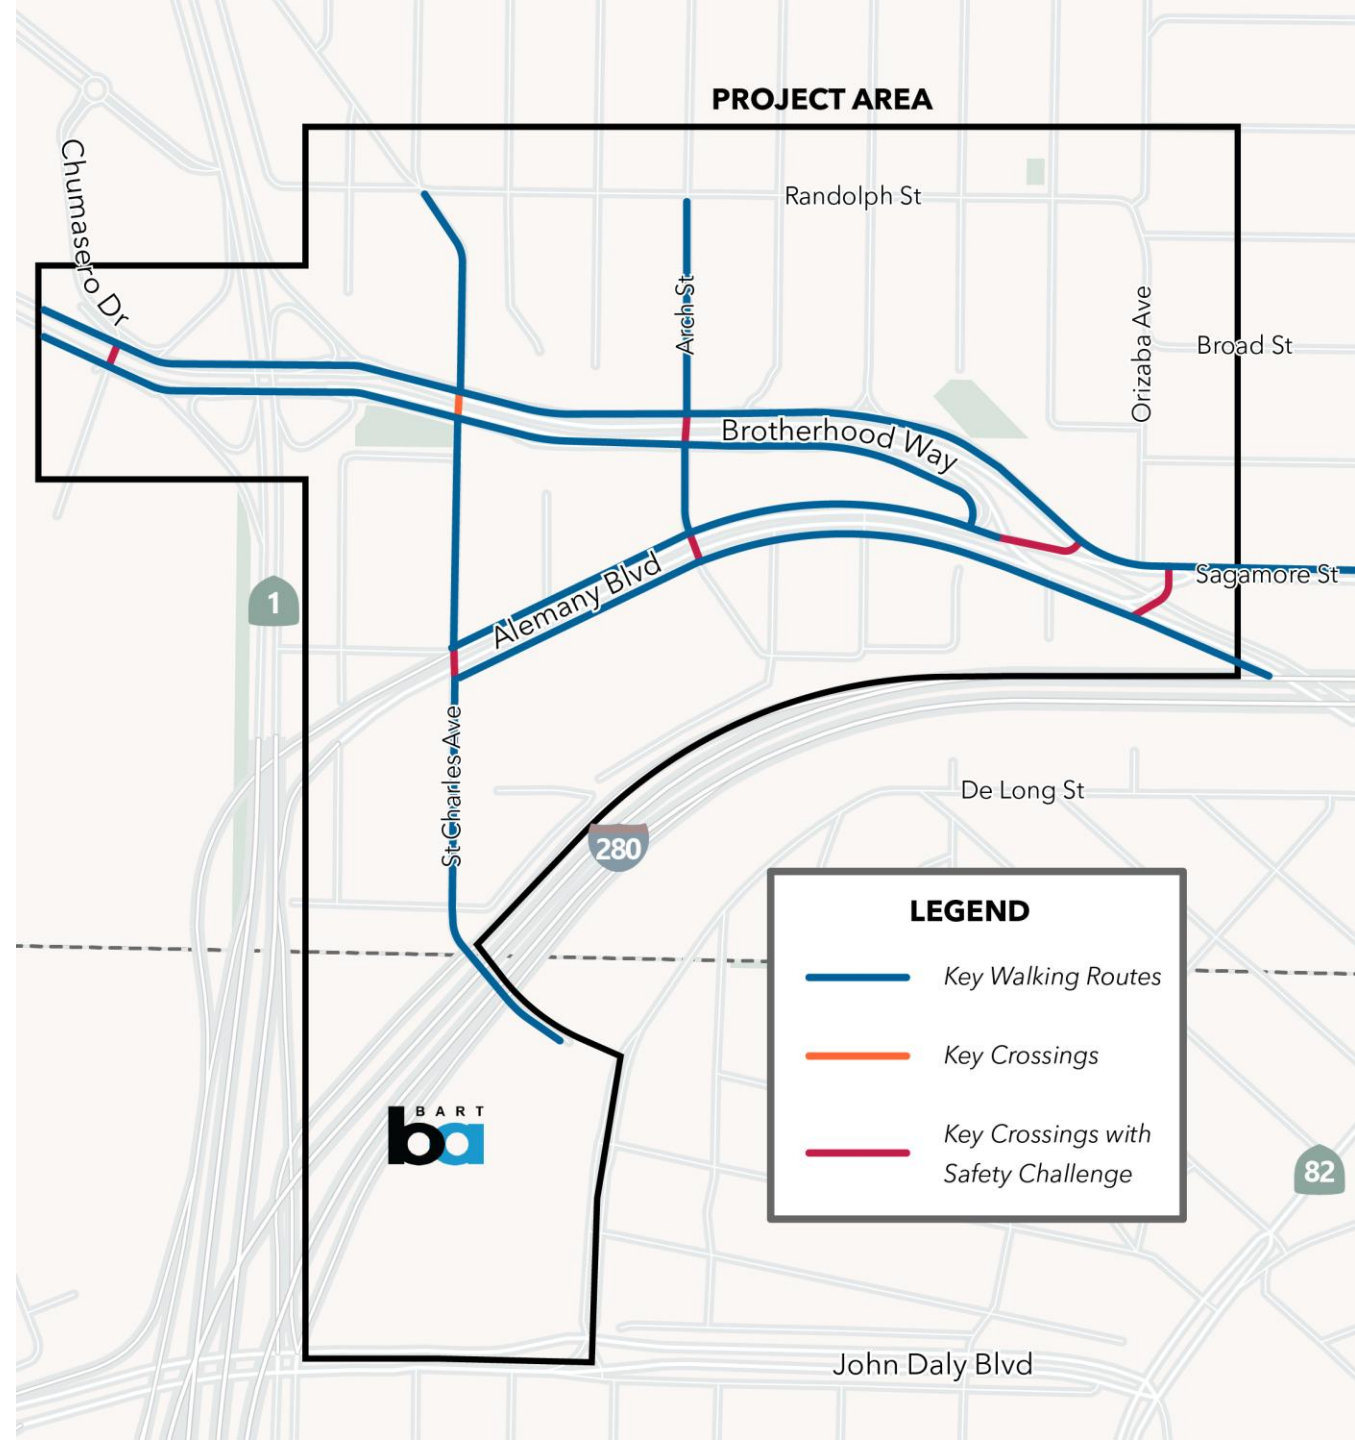 PROJECT AREA
Chumasero Dr
Randolph St
Arch St
Orizaba Ave
Broad St
Brotherhood Way
Alemany Blvd
Sagamore St
1
St Charles Ave
De Long St
280
LEGEND
Key Walking Routes
Key Crossings
Key Crossings with
Safety Challenge
BART
ba
82
John Daly Blvd